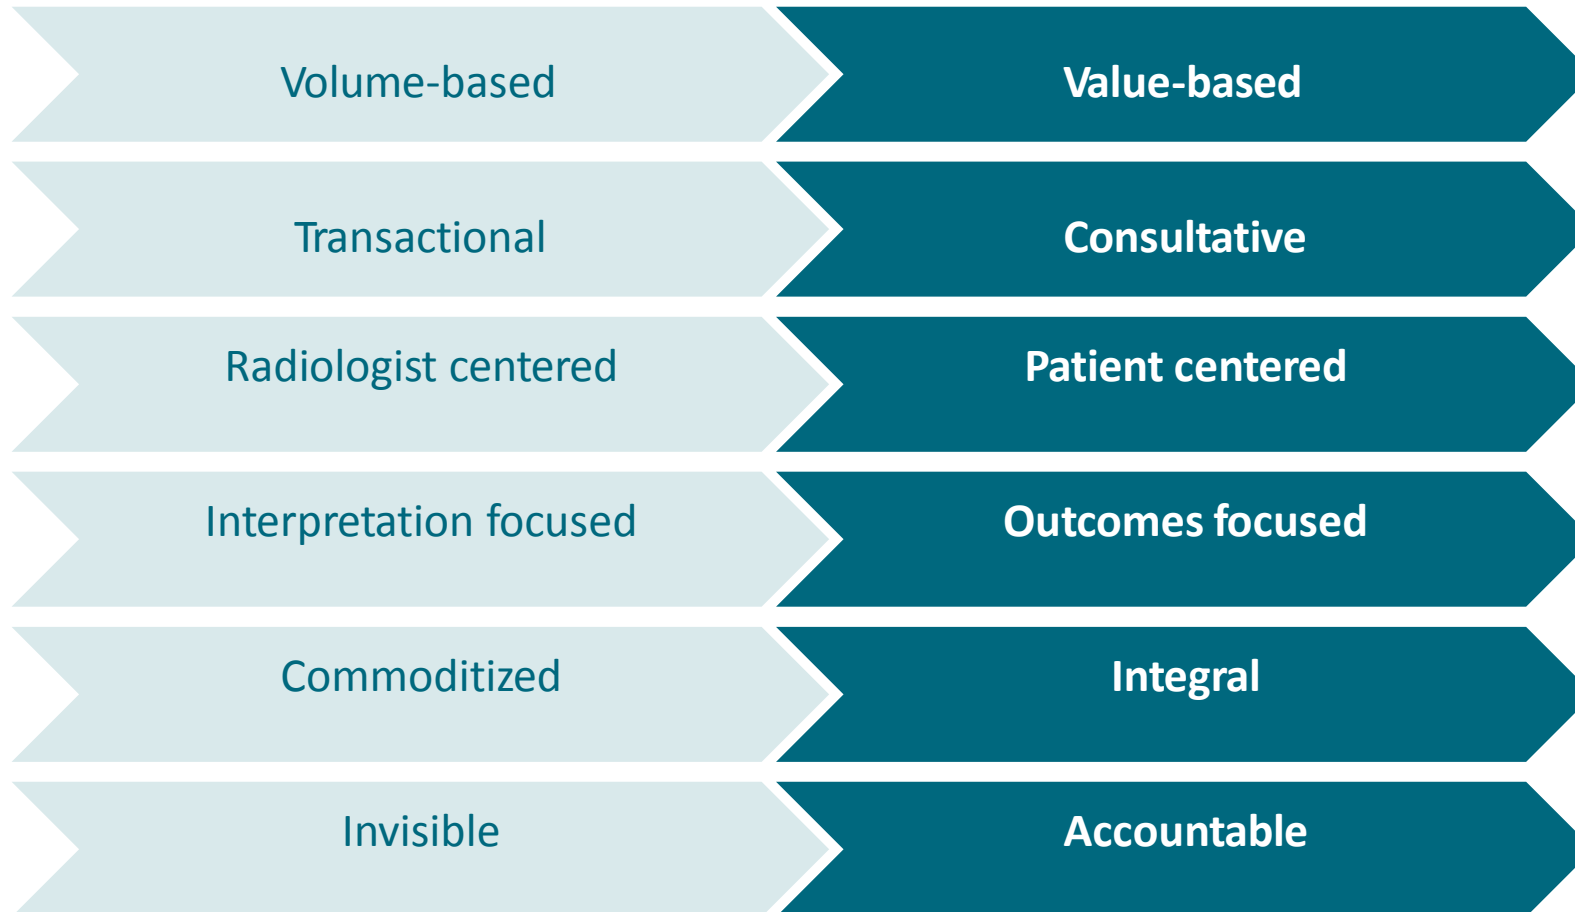 Volume-based
Value-based
Transactional
Consultative
Radiologist centered
Patient centered
Interpretation focused
Outcomes focused
Commoditized
Integral
Invisible
Accountable